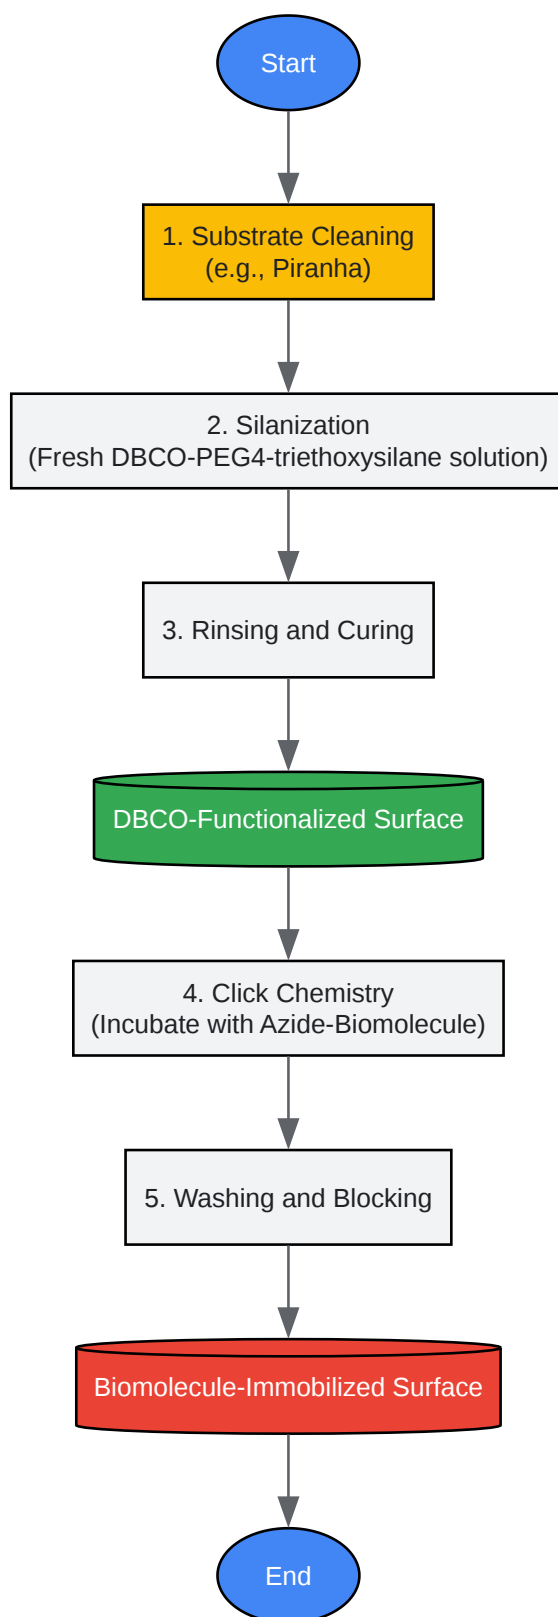 Start
1. Substrate Cleaning
(e.g., Piranha)
2. Silanization
(Fresh DBCO-PEG4-triethoxysilane solution)
3. Rinsing and Curing
DBCO-Functionalized Surface
4. Click Chemistry
(Incubate with Azide-Biomolecule)
5. Washing and Blocking
Biomolecule-Immobilized Surface
End